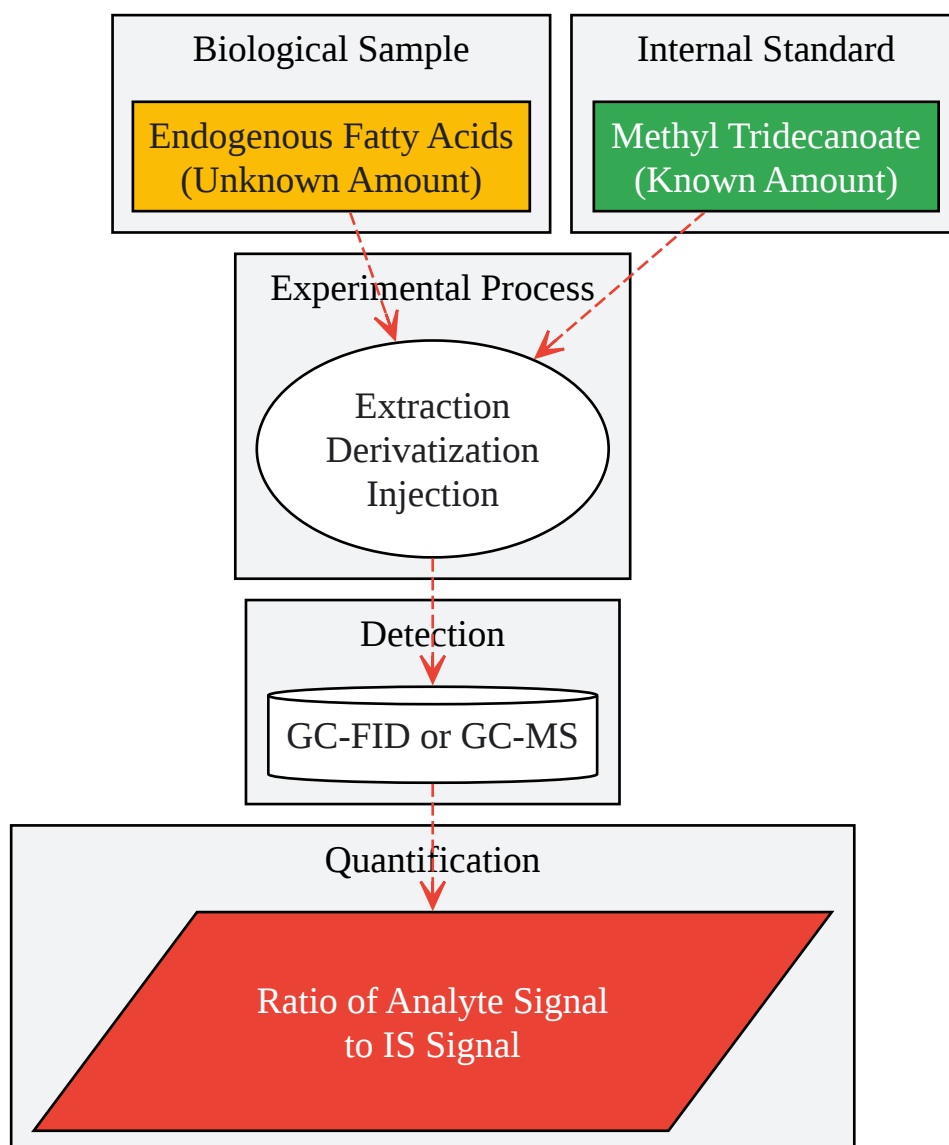 Biological Sample
Internal Standard
Endogenous Fatty Acids
(Unknown Amount)
Methyl Tridecanoate
(Known Amount)
Experimental Process
Extraction
Derivatization
Injection
Detection
GC-FID or GC-MS
Quantification
Ratio of Analyte Signal
to IS Signal